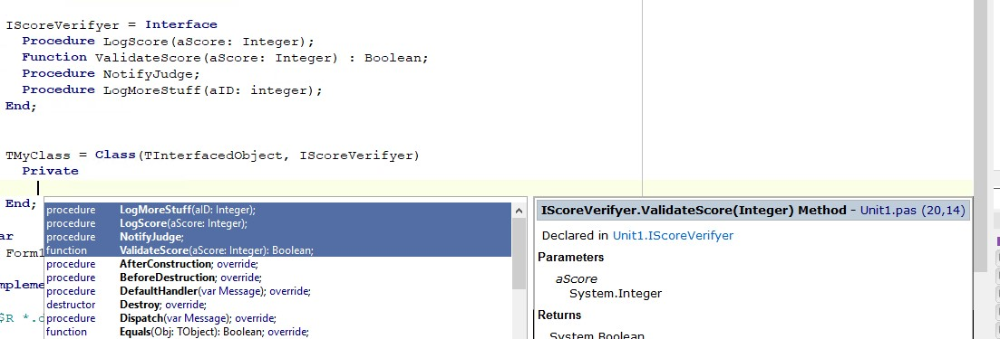 IScoreVerifyer = Interface
Procedure LogScore(aScore: Integer);
Function ValidateScore(aScore: Integer) : Boolean;
Procedure NotifyJudge;
Procedure LogMoreStuff(aID: integer);
End;
TMyClass = Class(TInterfacedObject, IScoreVerifyer)
Private
End;
ar
Form1
mpleme
$R *.d
procedure LogMoreStuff(aID: Integer);
procedure LogScore(aScore: Integer);
procedure NotifyJudge;
function ValidateScore(aScore: Integer): Boolean;
procedure AfterConstruction; override;
procedure BeforeDestruction; override;
procedure DefaultHandler(var Message); override;
destructor Destroy; override;
procedure Dispatch(var Message); override;
function Equals(Obj: TObject): Boolean; override;
IScoreVerifyer.ValidateScore(Integer) Method - Unit1.pas (20,14)
Declared in Unit1.IScoreVerifyer
Parameters
aScore
System.Integer
Returns
System.Boolean